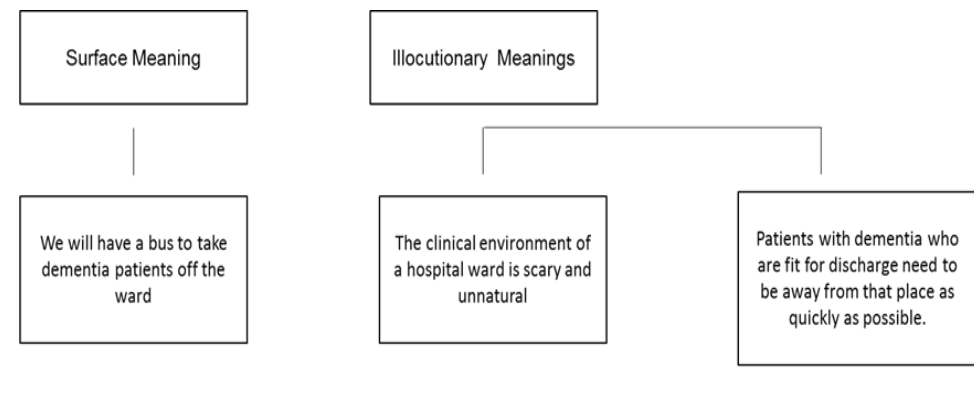 Surface Meaning
Illocutionary Meanings
We will have a bus to take
dementia patients off the
ward
The clinical environment of
a hospital ward is scary and
unnatural
Patients with dementia who
are fit for discharge need to
be away from that place as
quickly as possible.